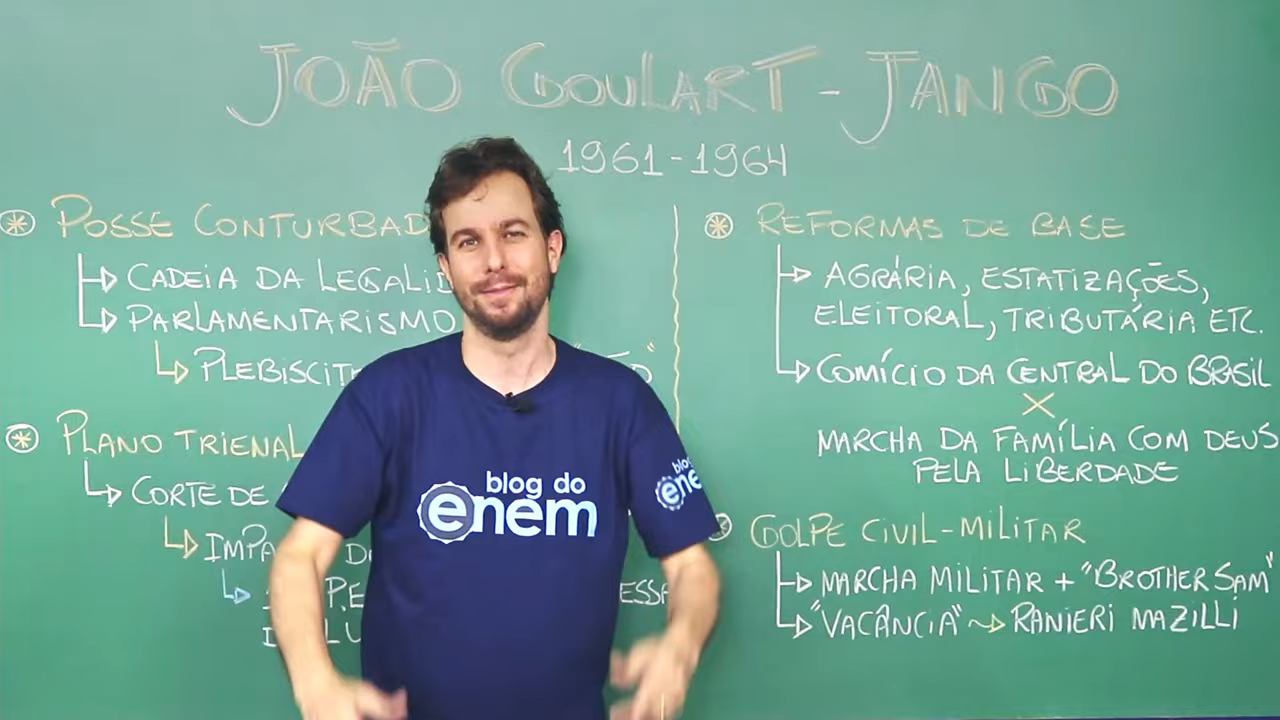 JOÃO GOULART - JANGO
1961-1964
POSSE CONTURBAD
CADEIA DA LEGALID
PARLAMENTARISMO
PLEBISCIT
PLANO TRIENAL
CORTE DE
REFORMAS DE BASE
AGRÁRIA, ESTATIZAÇÕES,
ELEITORAL, TRIBUTÁRIA ETC.
COMÍCIO DA CENTRAL DO BRASIL
X
MARCHA DA FAMÍLIA COM DEUS
PELA LIBERDADE
GOLPE CIVIL-MILITAR
MARCHA MILITAR + "BROTHER SAM"
"VACÂNCIA" RANIERI MAZILLI
blog do
enem
blog
ene